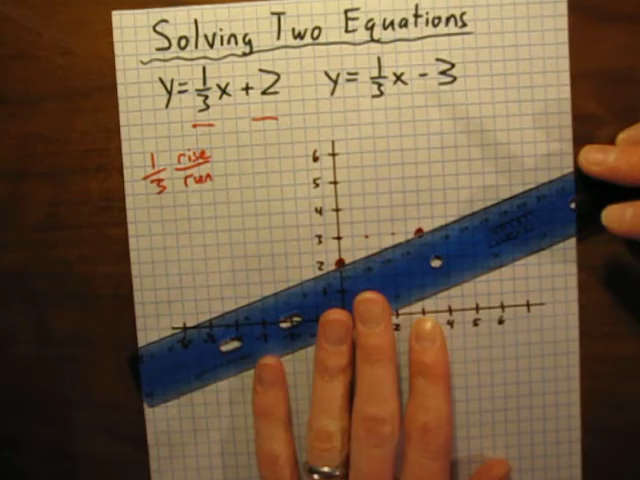 Solving Two Equations
y=1/3x+2 y=1/3x-3
1/3 rise/run
6
5
4
3
2
2 4 5 6